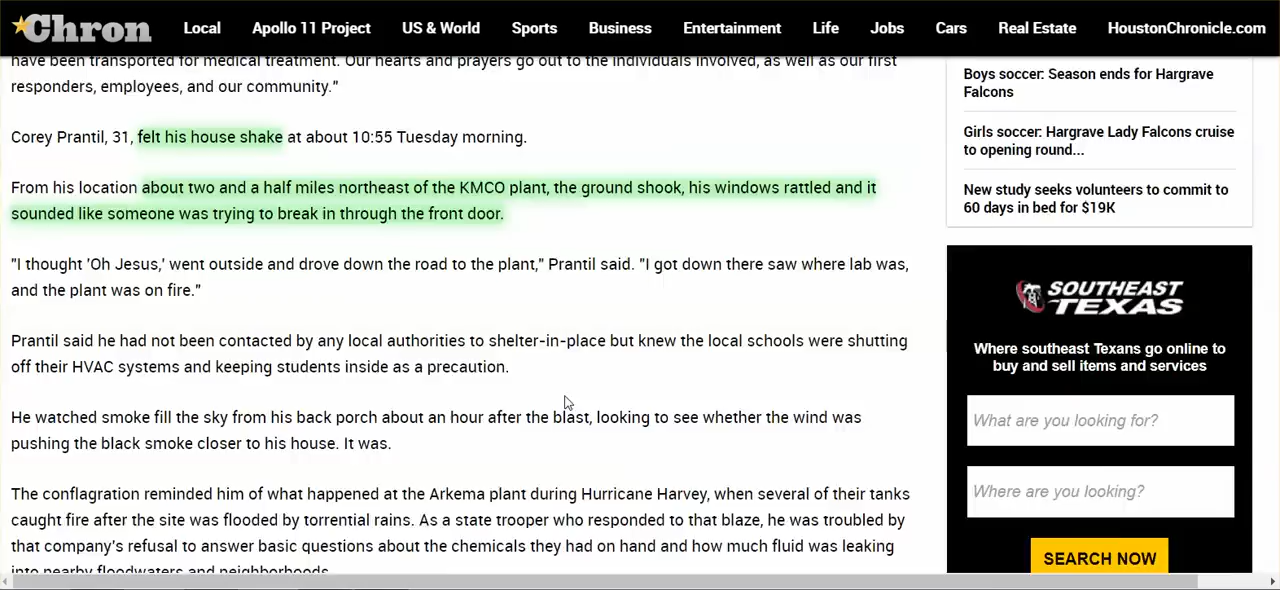 Chron
Local Apollo 11 Project US & World Sports Business Entertainment Life Jobs Cars Real Estate HoustonChronicle.com
have been transported for medical treatment. Our hearts and prayers go out to the individuals involved, as well as our first
responders, employees, and our community."
Corey Prantil, 31, felt his house shake at about 10:55 Tuesday morning.
From his location about two and a half miles northeast of the KMCO plant, the ground shook, his windows rattled and it
sounded like someone was trying to break in through the front door.
"I thought 'Oh Jesus,' went outside and drove down the road to the plant," Prantil said. "I got down there saw where lab was,
and the plant was on fire."
Prantil said he had not been contacted by any local authorities to shelter-in-place but knew the local schools were shutting
off their HVAC systems and keeping students inside as a precaution.
He watched smoke fill the sky from his back porch about an hour after the blast, looking to see whether the wind was
pushing the black smoke closer to his house. It was.
The conflagration reminded him of what happened at the Arkema plant during Hurricane Harvey, when several of their tanks
caught fire after the site was flooded by torrential rains. As a state trooper who responded to that blaze, he was troubled by
that company's refusal to answer basic questions about the chemicals they had on hand and how much fluid was leaking
into nearby floodwaters and neighborhoods.
Boys soccer: Season ends for Hargrave
Falcons
Girls soccer: Hargrave Lady Falcons cruise
to opening round...
New study seeks volunteers to commit to
60 days in bed for $19K
SOUTHEAST
TEXAS
Where southeast Texans go online to
buy and sell items and services
What are you looking for?
Where are you looking?
SEARCH NOW